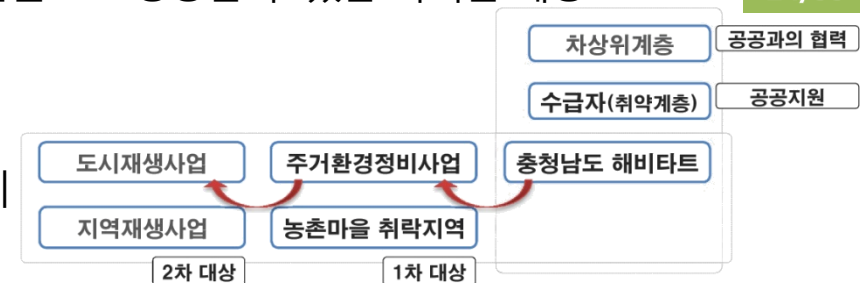 차상위계층 공공과의 협력
수급자(취약계층) 공공지원
도시재생사업 주거환경정비사업 충청남도 해비타트
지역재생사업 농촌마을 취락지역
2차 대상 1차 대상